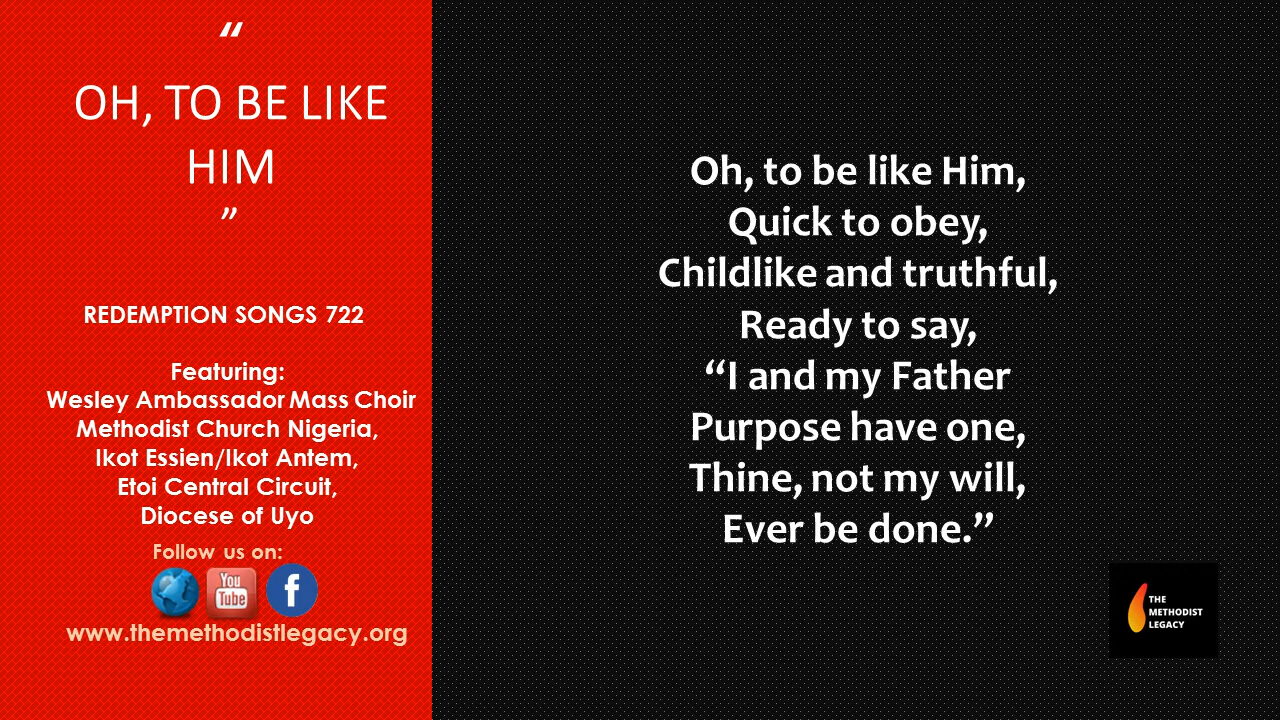 “
OH, TO BE LIKE
HIM
”
REDEMPTION SONGS 722
Featuring:
Wesley Ambassador Mass Choir
Methodist Church Nigeria,
Ikot Essien/Ikot Antem,
Etoi Central Circuit,
Diocese of Uyo
Follow us on:
You
Tube
f
www.themethodistlegacy.org
Oh, to be like Him,
Quick to obey,
Childlike and truthful,
Ready to say,
“I and my Father
Purpose have one,
Thine, not my will,
Ever be done.”
THE
METHODIST
LEGACY